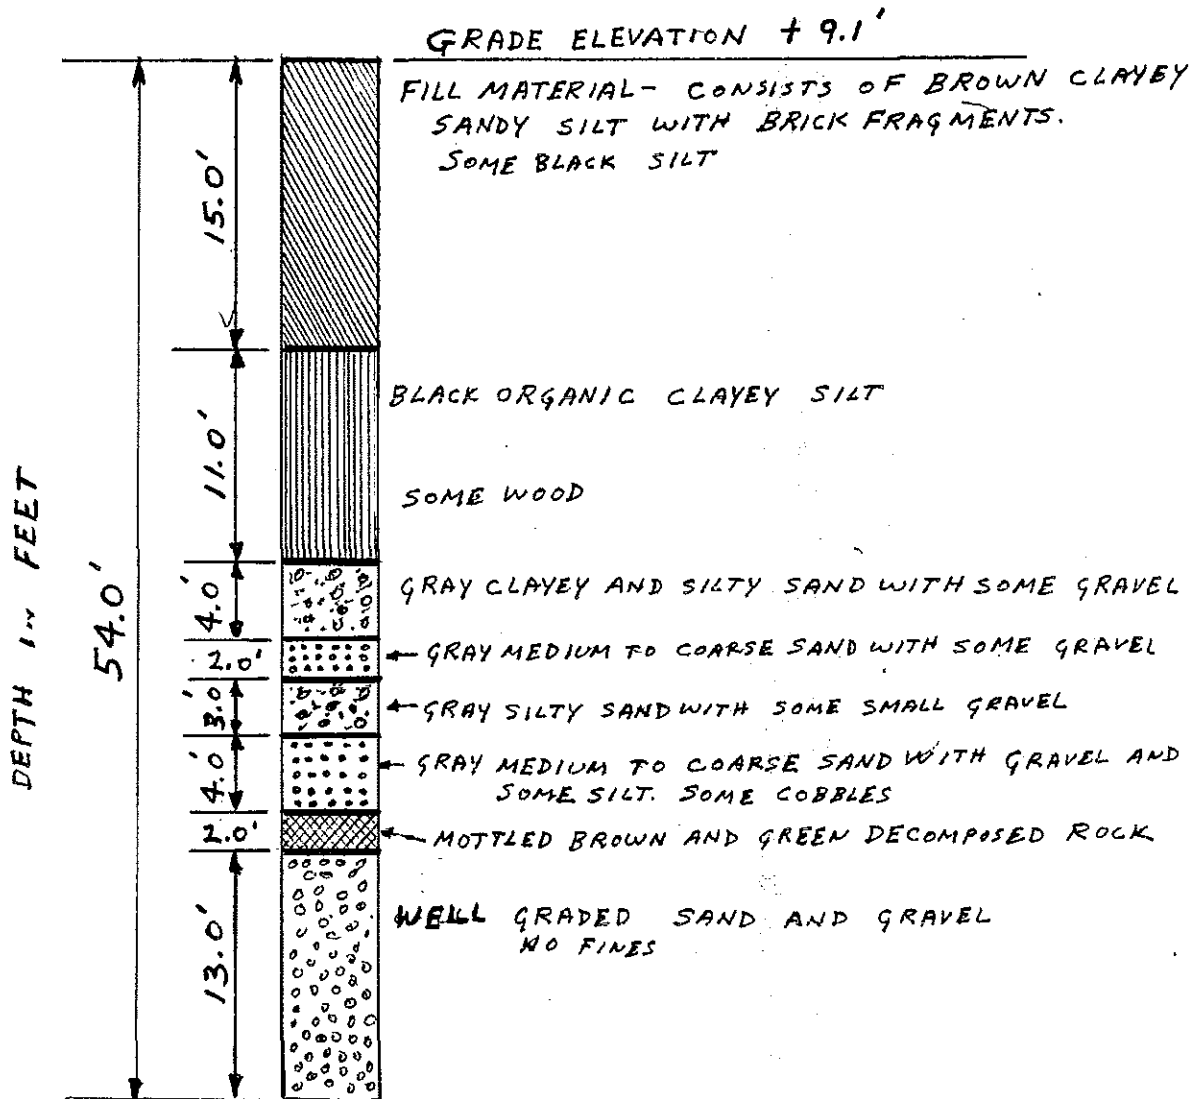 GRADE ELEVATION + 9.1'
FILL MATERIAL- CONSISTS OF BROWN CLAYEY
SANDY SILT WITH BRICK FRAGMENTS.
SOME BLACK SILT
15.0'
BLACK ORGANIC CLAYEY SILT
11.0'
SOME WOOD
DEPTH IN FEET
54.0'
4.0'
GRAY CLAYEY AND SILTY SAND WITH SOME GRAVEL
2.0'
GRAY MEDIUM TO COARSE SAND WITH SOME GRAVEL
3.0'
GRAY SILTY SAND WITH SOME SMALL GRAVEL
4.0'
GRAY MEDIUM TO COARSE SAND WITH GRAVEL AND
SOME SILT. SOME COBBLES
2.0'
MOTTLED BROWN AND GREEN DECOMPOSED ROCK
13.0'
WELL GRADED SAND AND GRAVEL
NO FINES